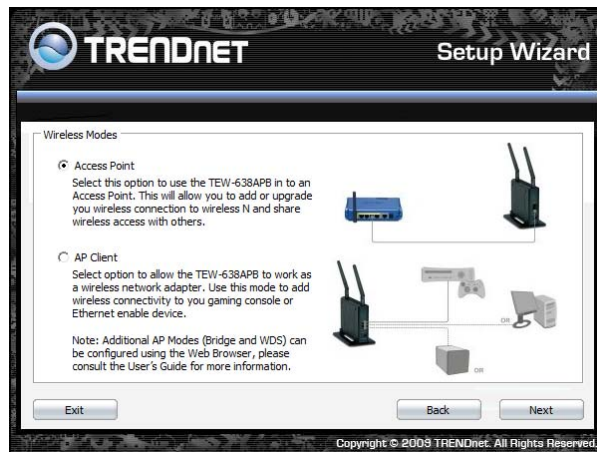 TRENDnet
Setup Wizard
Wireless Modes
Access Point
Select this option to use the TEW-638APB in to an
Access Point. This will allow you to add or upgrade
you wireless connection to wireless N and share
wireless access with others.
AP Client
Select option to allow the TEW-638APB to work as
a wireless network adapter. Use this mode to add
wireless connectivity to you gaming console or
Ethernet enable device.
Note: Additional AP Modes (Bridge and WDS) can
be configured using the Web Browser, please
consult the User's Guide for more information.
OR
OR
Exit
Back
Next
Copyright © 2009 TRENDnet. All Rights Reserved.